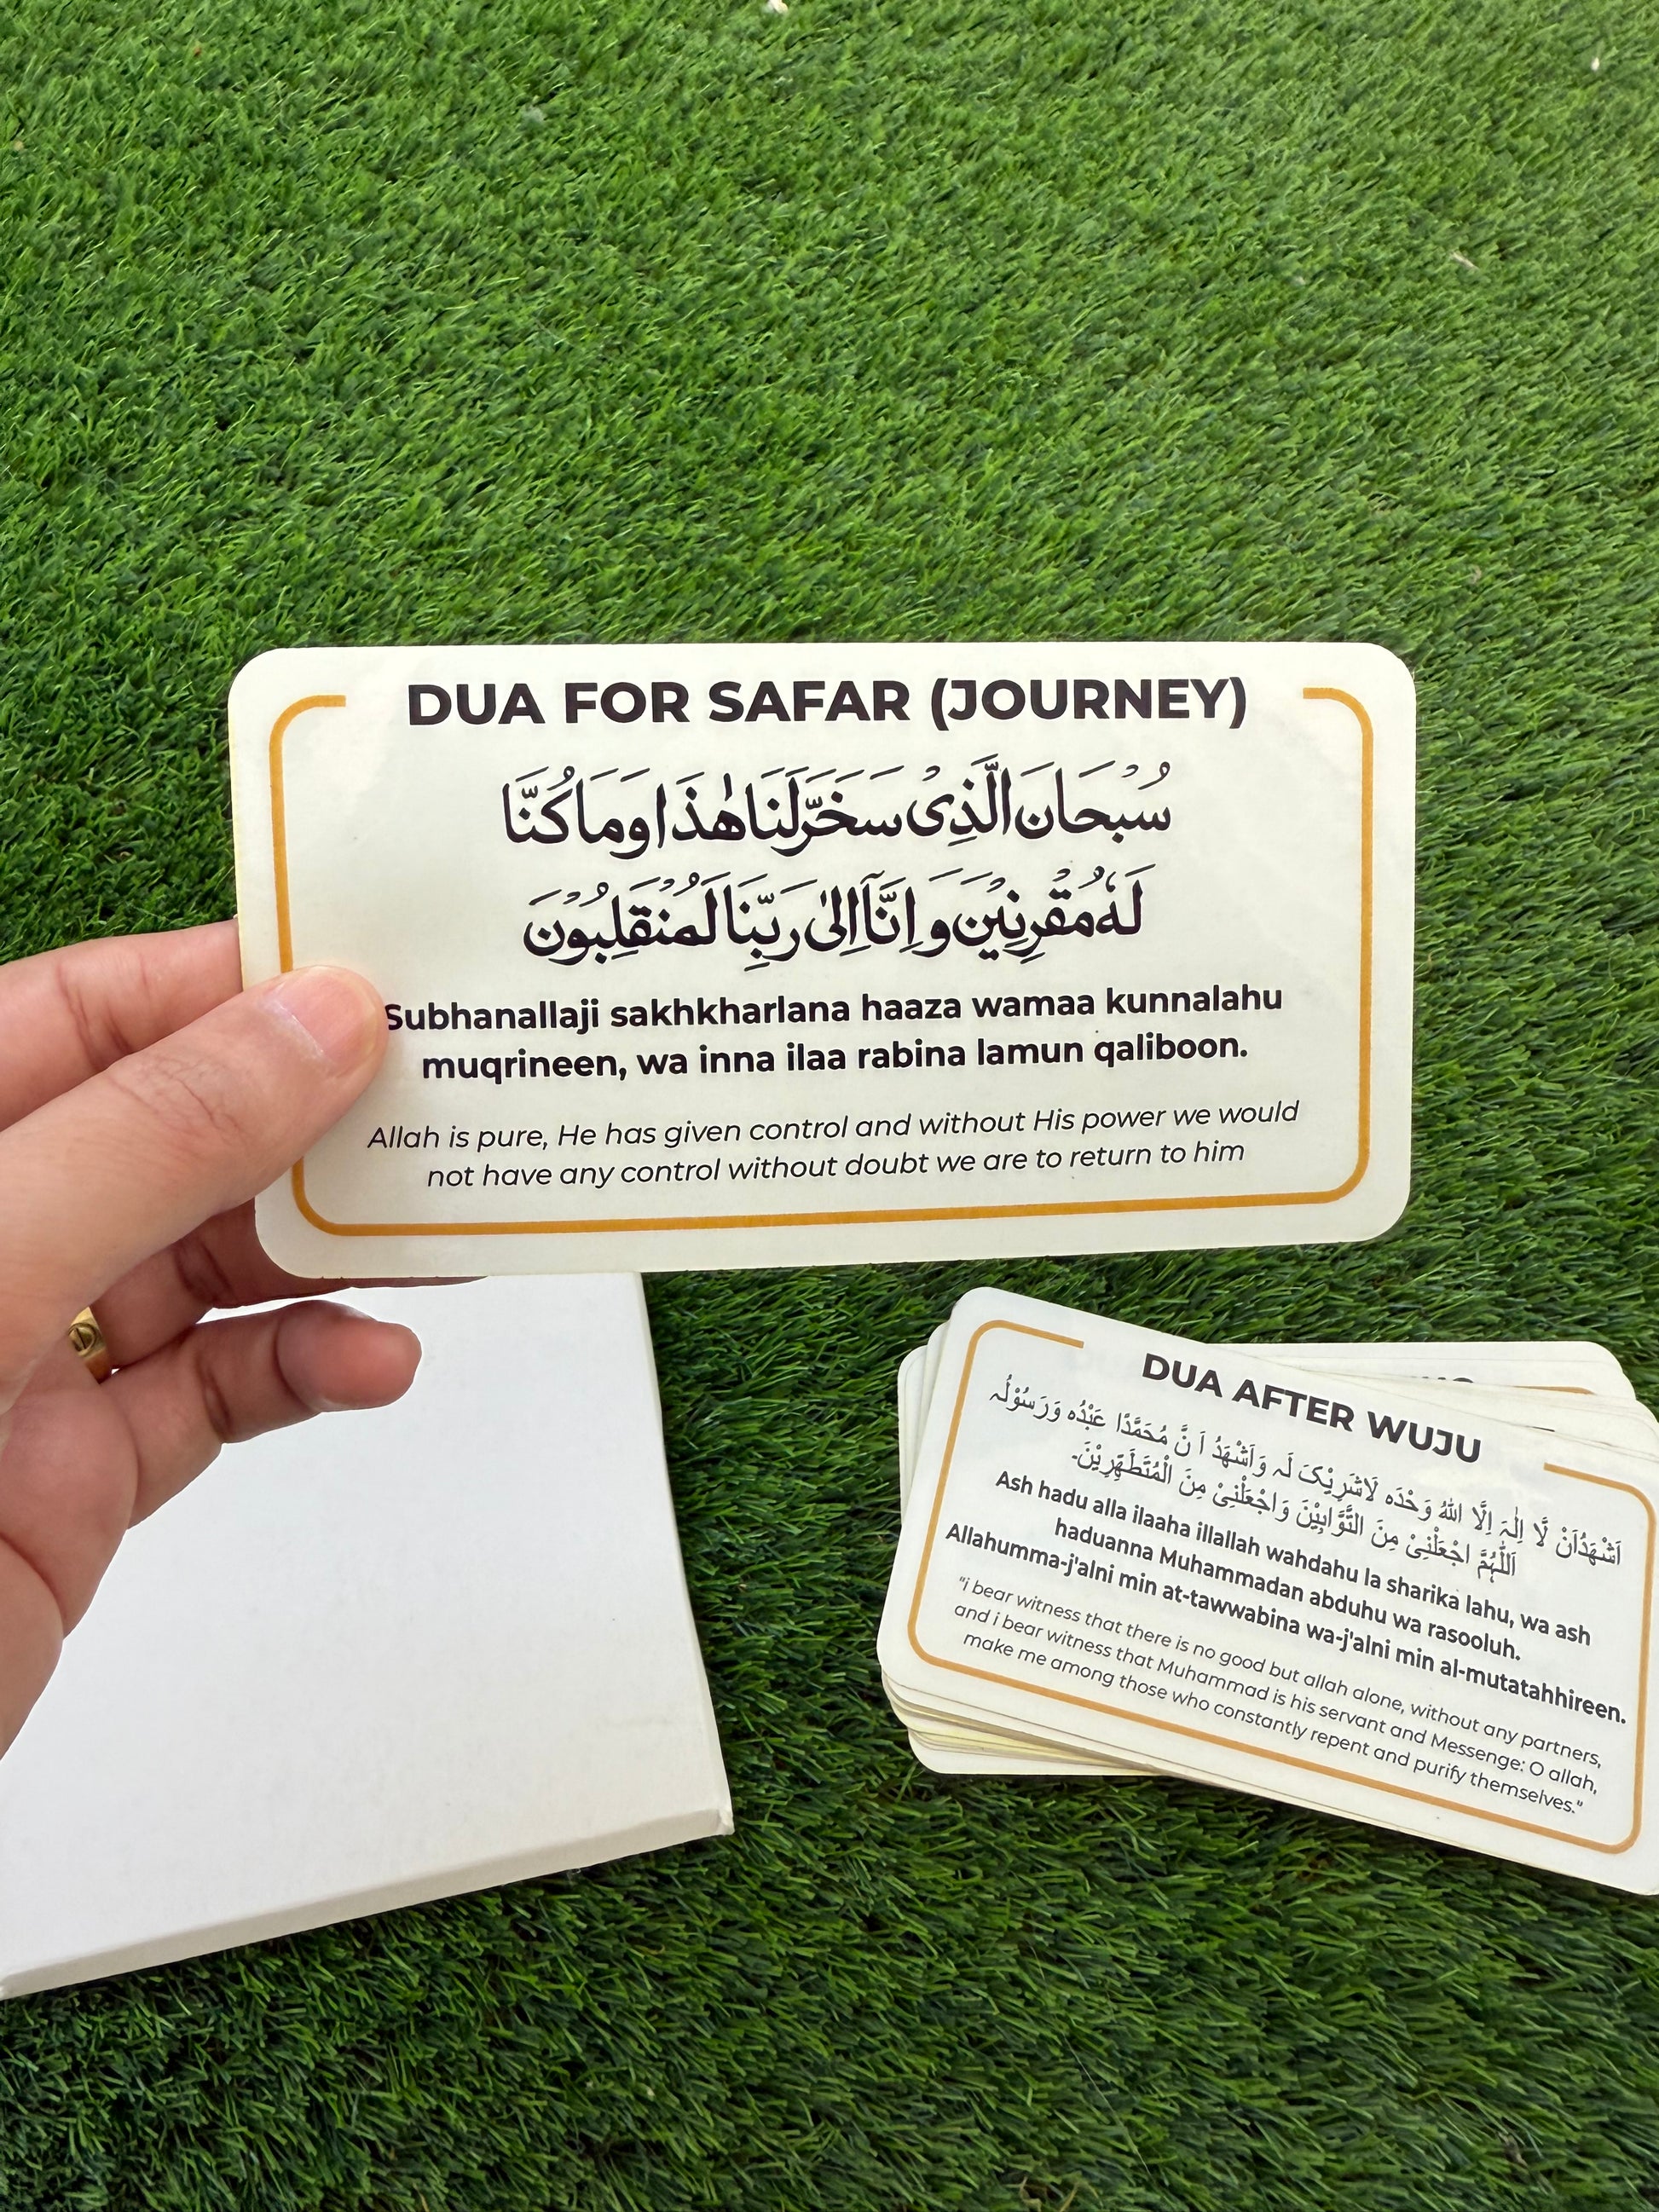 DUA FOR SAFAR (JOURNEY)
سُبْحَانَ الَّذِیْ سَخَّرَلَنَا هٰذَا وَمَا كُنَّا
لَهٗ مُقْرِنِیْنَ وَ اِنَّآ اِلٰی رَبِّنَا لَمُنْقَلِبُوْنَ
Subhanallaji sakhkharlana haaza wamaa kunnalahu
muqrineen, wa inna ilaa rabina lamun qaliboon.
Allah is pure, He has given control and without His power we would
not have any control without doubt we are to return to him
DUA AFTER WUJU
اَشْهَدُاَنْ لَّا اِلٰهَ اِلَّا اللهُ وَحْدَه لَاشَرِیْکَ لَه وَاَشْهَدُ اَ نَّ مُحَمَّدًا عَبْدُه وَرَسُوْلُه
اَللّٰهُمَّ اجْعَلْنِیْ مِنَ التَّوَّابِیْنَ وَاجْعَلْنِیْ مِنَ الْمُتَطَهِّرِیْنَ۔
Ash hadu alla ilaaha illallah wahdahu la sharika lahu, wa ash
haduanna Muhammadan abduhu wa rasooluh.
Allahumma-j'alni min at-tawwabina wa-j'alni min al-mutatahhireen.
"i bear witness that there is no good but allah alone, without any partners,
and i bear witness that Muhammad is his servant and Messenge: O allah,
make me among those who constantly repent and purify themselves."